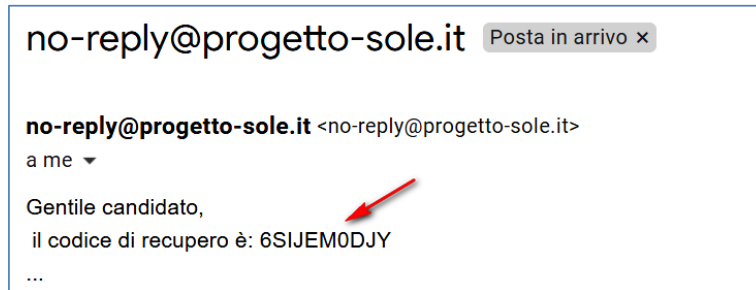 no-reply@progetto-sole.it Posta in arrivo ×
no-reply@progetto-sole.it <no-reply@progetto-sole.it>
a me
Gentile candidato,
il codice di recupero è: 6SIJEM0DJY
...